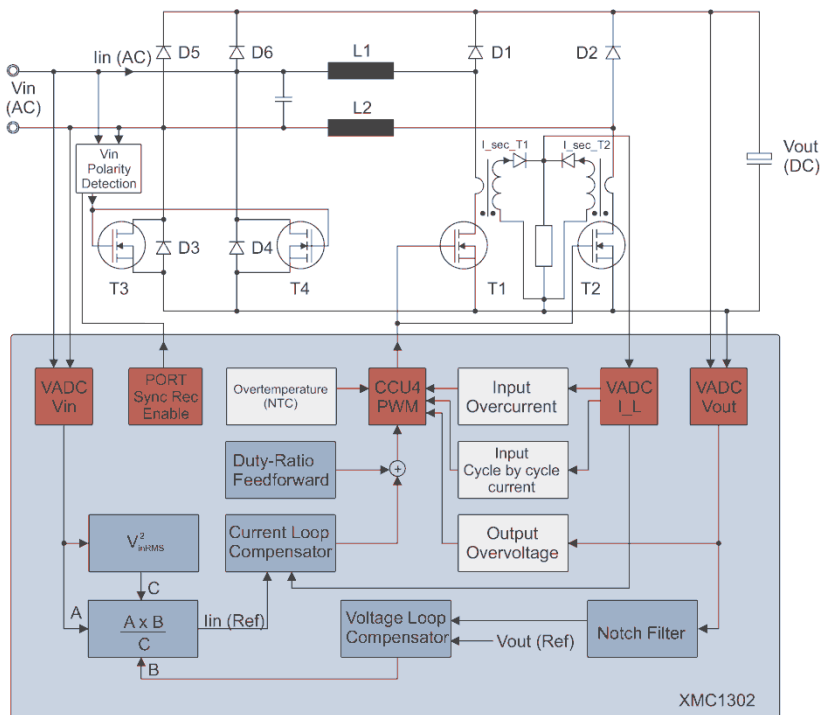 D5
D6
L1
D1
D2
Iin (AC)
Vin
(AC)
L2
Vout
(DC)
I_sec_T1
I_sec_T2
Vin
Polarity
Detection
D3
D4
T3
T4
T1
T2
VADC
Vin
PORT
Sync Rec
Enable
Overtemperature
(NTC)
CCU4
PWM
Input
Overcurrent
VADC
I_L
VADC
Vout
Duty-Ratio
Feedforward
+
Input
Cycle by cycle
current
V²inRMS
Current Loop
Compensator
Output
Overvoltage
C
A
A x B
C
Iin (Ref)
Voltage Loop
Compensator
Vout (Ref)
Notch Filter
B
XMC1302